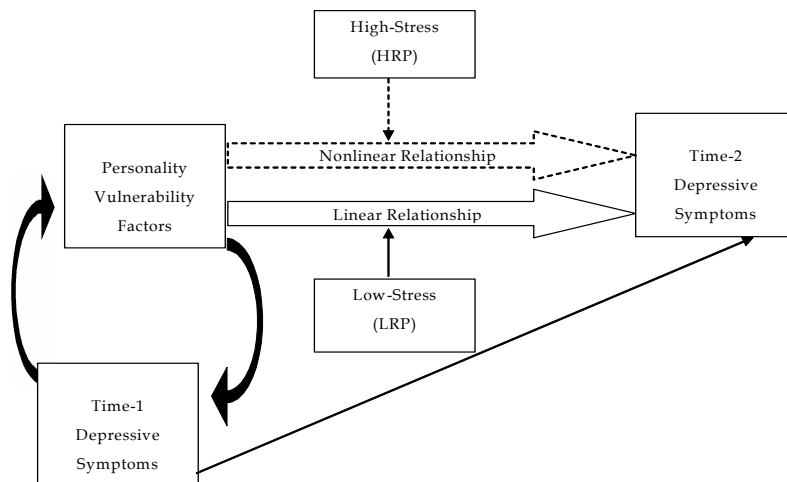 High-Stress
(HRP)
Personality
Vulnerability
Factors
Nonlinear Relationship
Linear Relationship
Time-2
Depressive
Symptoms
Low-Stress
(LRP)
Time-1
Depressive
Symptoms